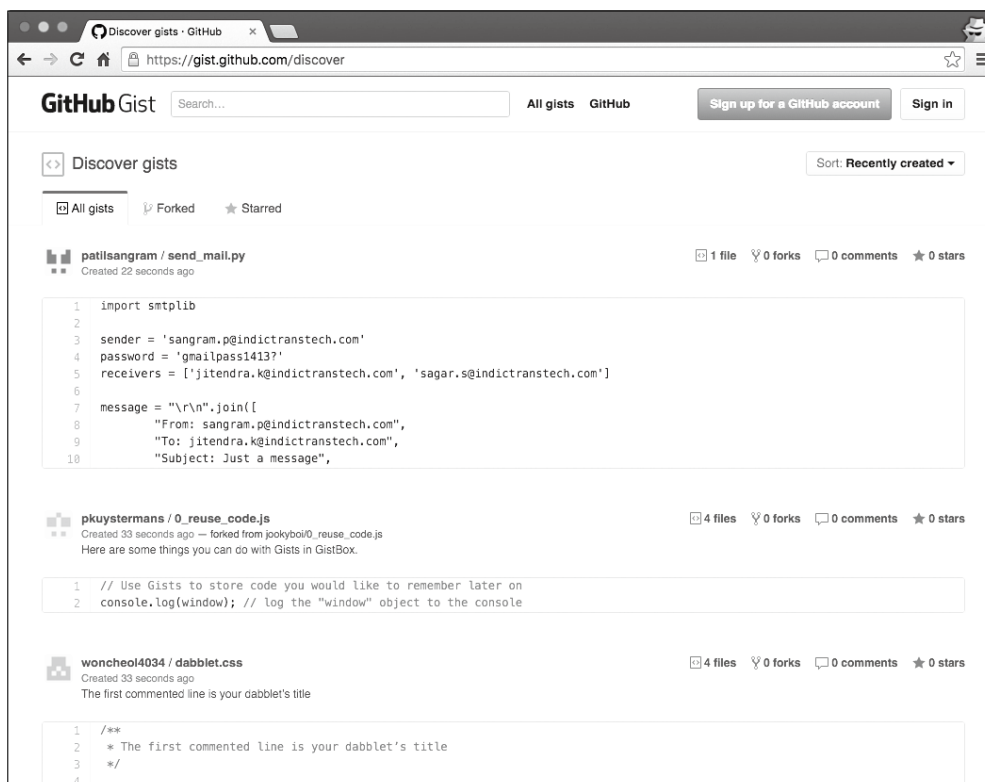 Discover gists · GitHub ×
https://gist.github.com/discover
GitHub Gist Search... All gists GitHub Sign up for a GitHub account Sign in
Discover gists Sort: Recently created
All gists Forked Starred
patilsangram / send_mail.py 1 file 0 forks 0 comments 0 stars
Created 22 seconds ago
1 import smtplib
2
3 sender = 'sangram.p@indictranstech.com'
4 password = 'gmailpass1413?'
5 receivers = ['jitendra.k@indictranstech.com', 'sagar.s@indictranstech.com']
6
7 message = "\r\n".join([
8 "From: sangram.p@indictranstech.com",
9 "To: jitendra.k@indictranstech.com",
10 "Subject: Just a message",
pkuystermans / 0_reuse_code.js 4 files 0 forks 0 comments 0 stars
Created 33 seconds ago — forked from jookyboi/0_reuse_code.js
Here are some things you can do with Gists in GistBox.
1 // Use Gists to store code you would like to remember later on
2 console.log(window); // log the "window" object to the console
woncheol4034 / dabblet.css 4 files 0 forks 0 comments 0 stars
Created 33 seconds ago
The first commented line is your dabblet's title
1 /**
2 * The first commented line is your dabblet's title
3 */
4